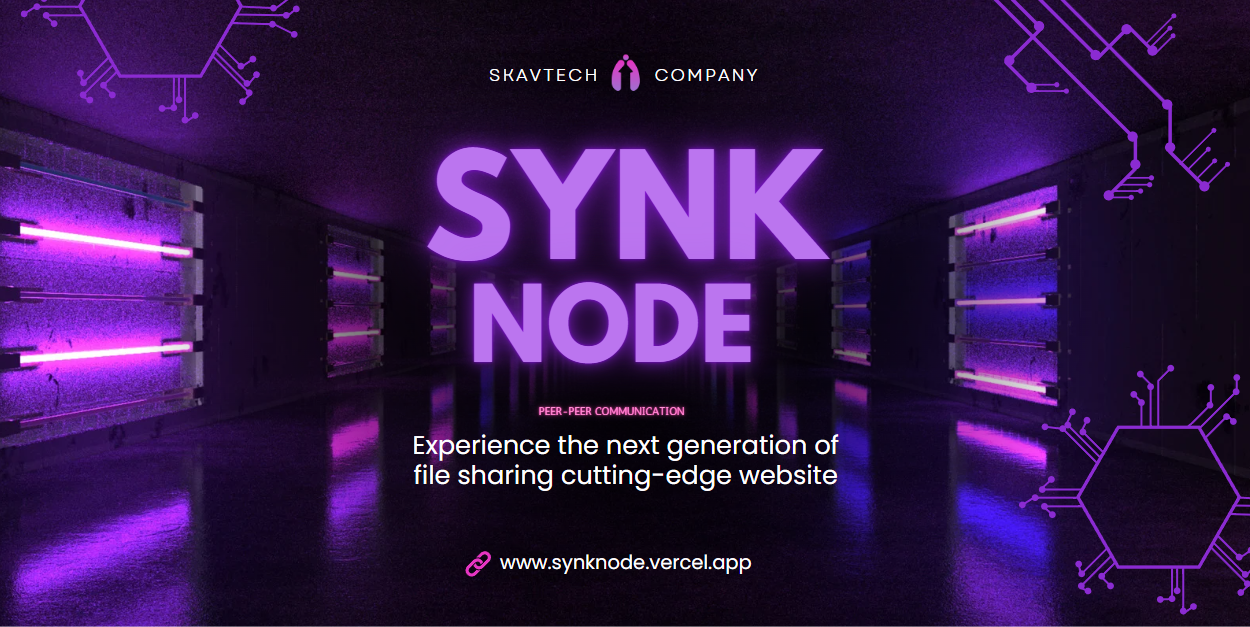 SKAVTECH COMPANY
SYNK
NODE
PEER-PEER COMMUNICATION
Experience the next generation of
file sharing cutting-edge website
www.synknode.vercel.app